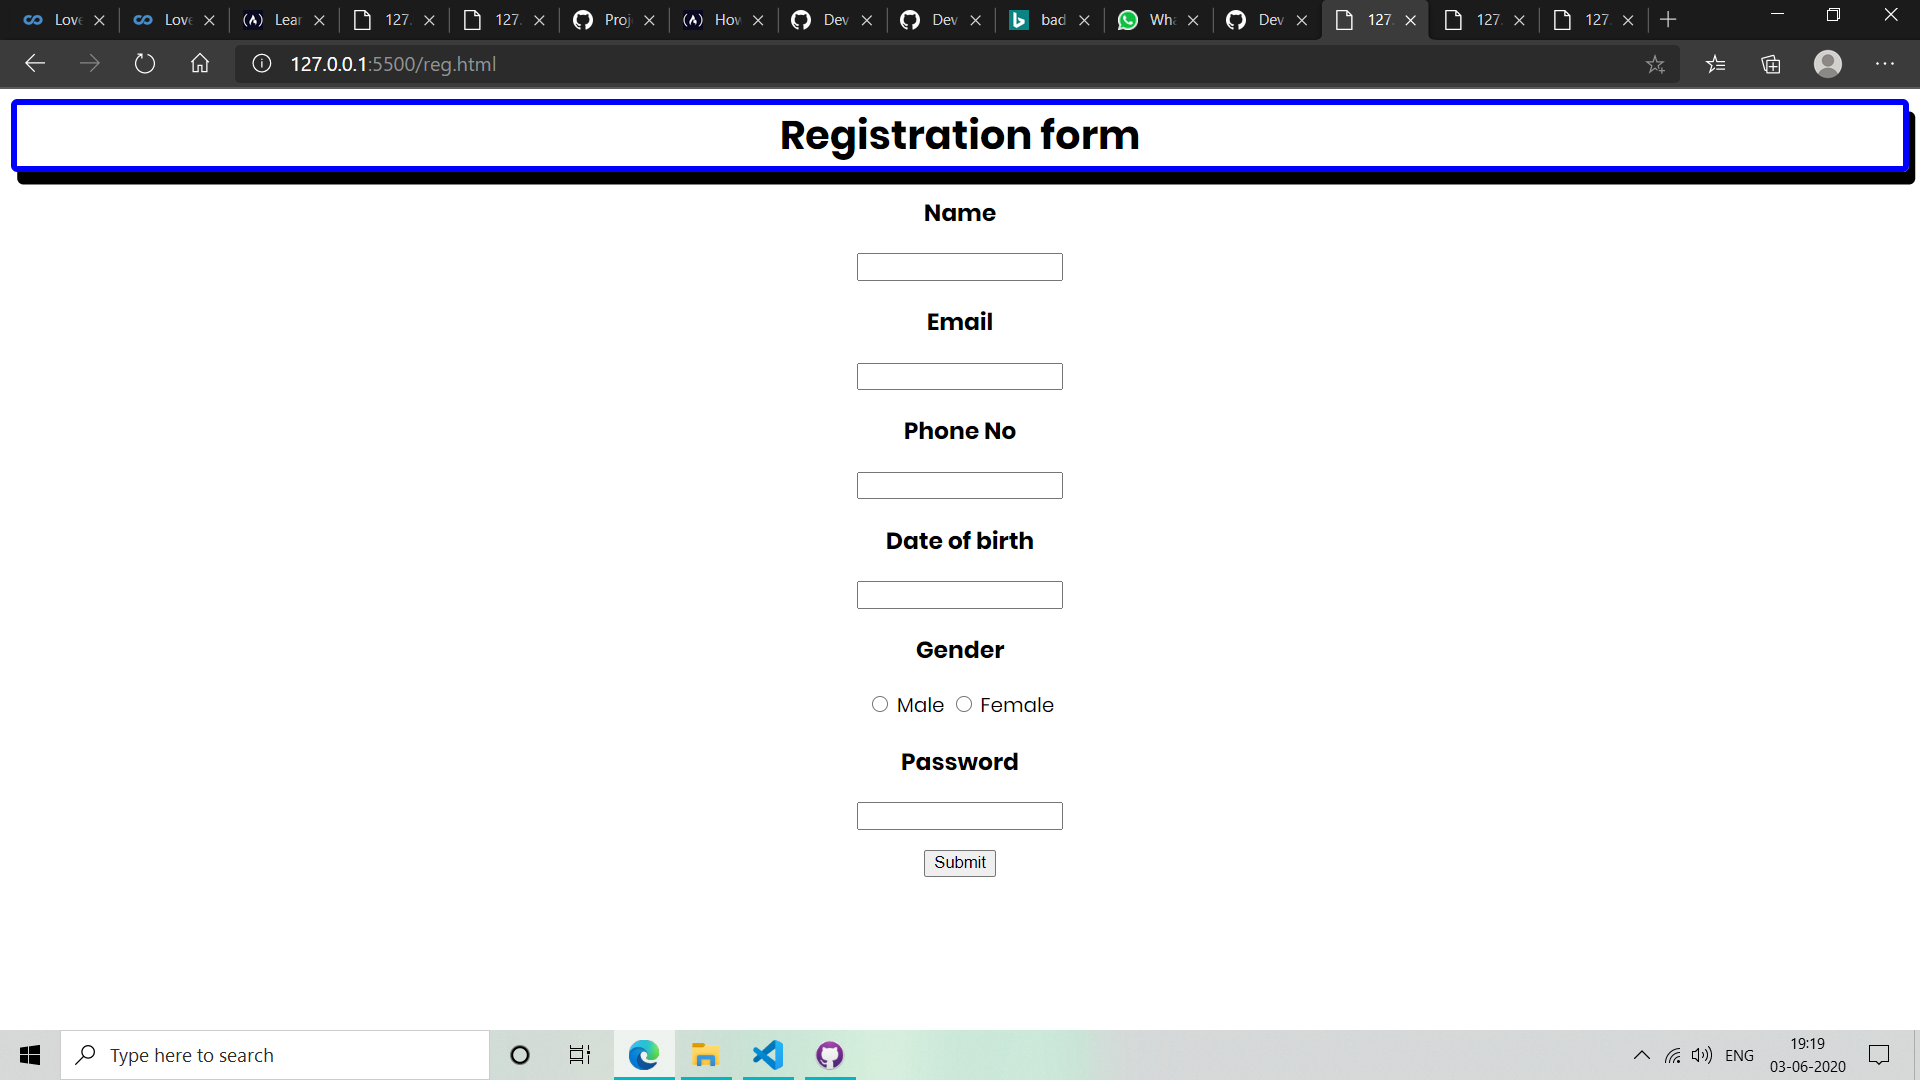 Love Love Lear 127. 127. Proj How Dev Dev bad Wha Dev 127. 127. 127.
127.0.0.1:5500/reg.html
Registration form
Name
Email
Phone No
Date of birth
Gender
Male Female
Password
Submit
Type here to search
ENG
19:19
03-06-2020